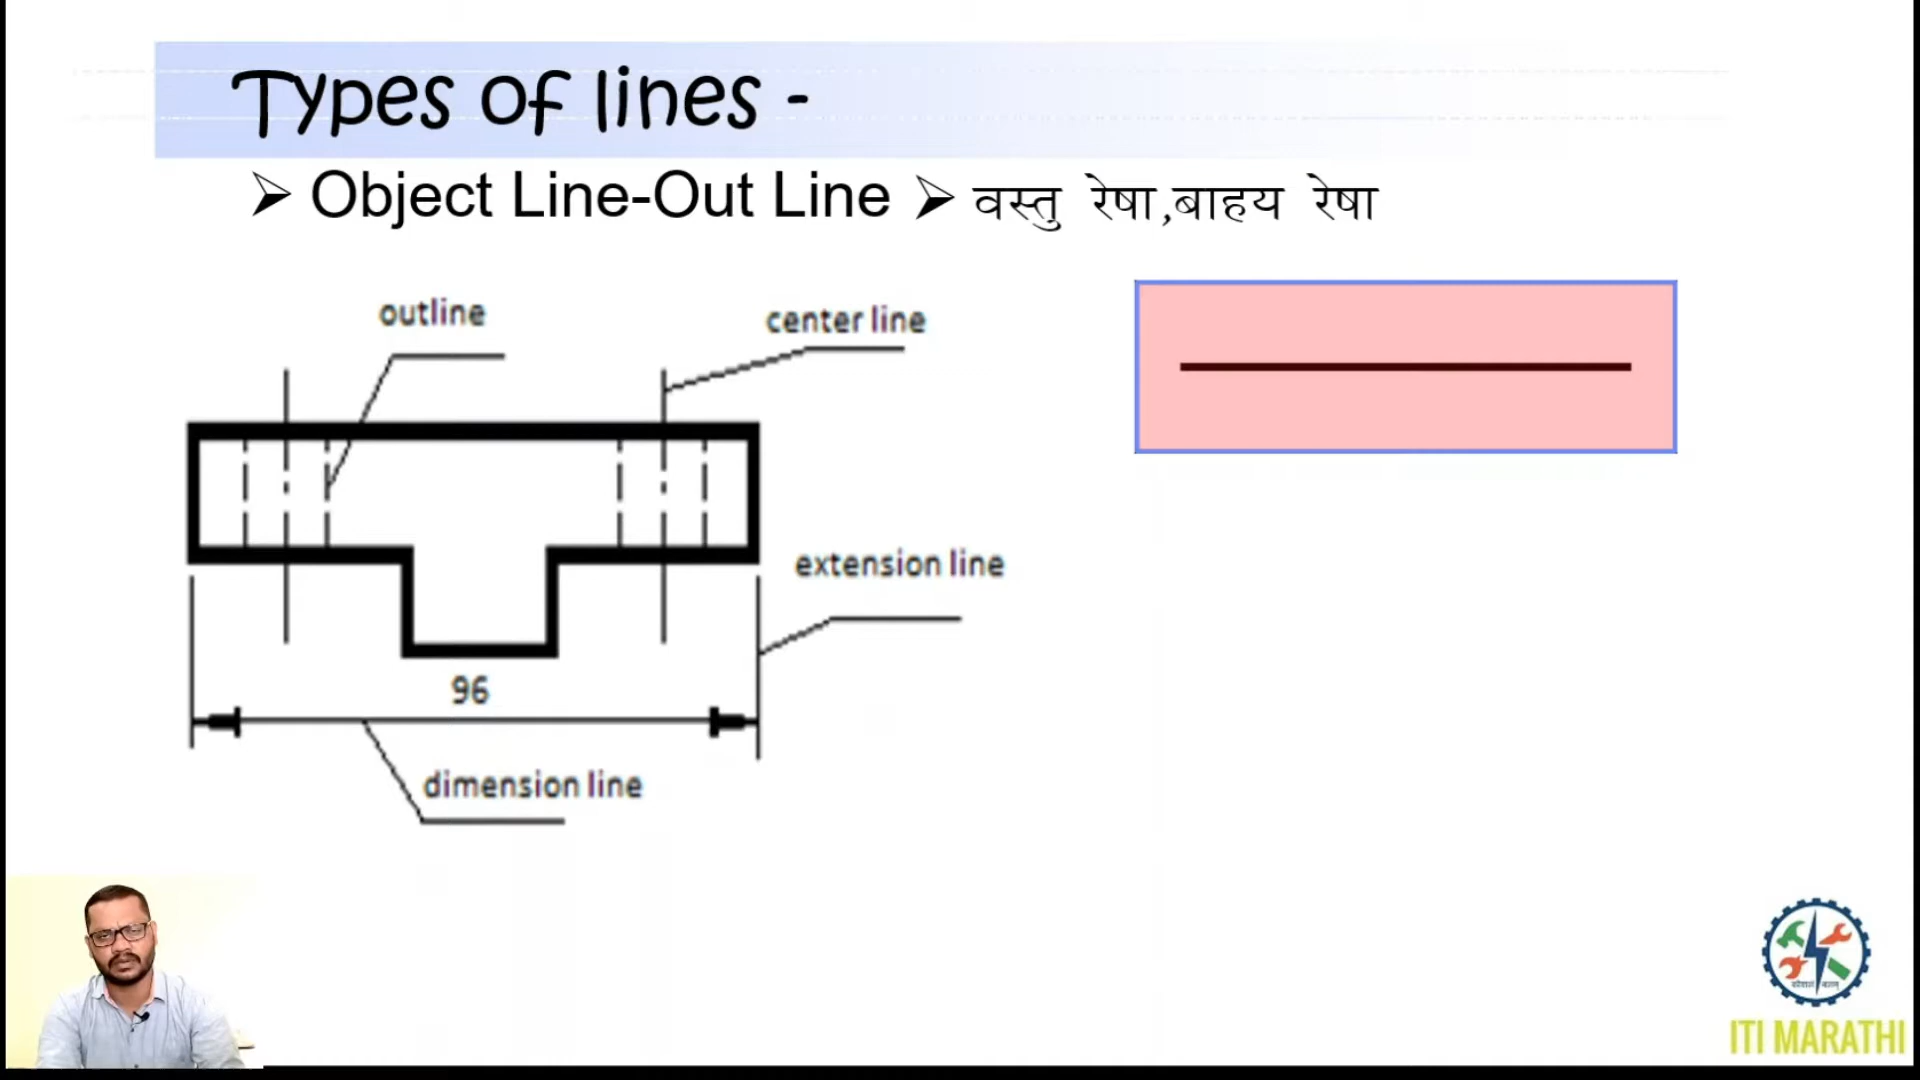 Types of lines -
➢ Object Line-Out Line ➢ वस्तु रेषा,बाहय रेषा
outline
center line
extension line
96
dimension line
ITI MARATHI